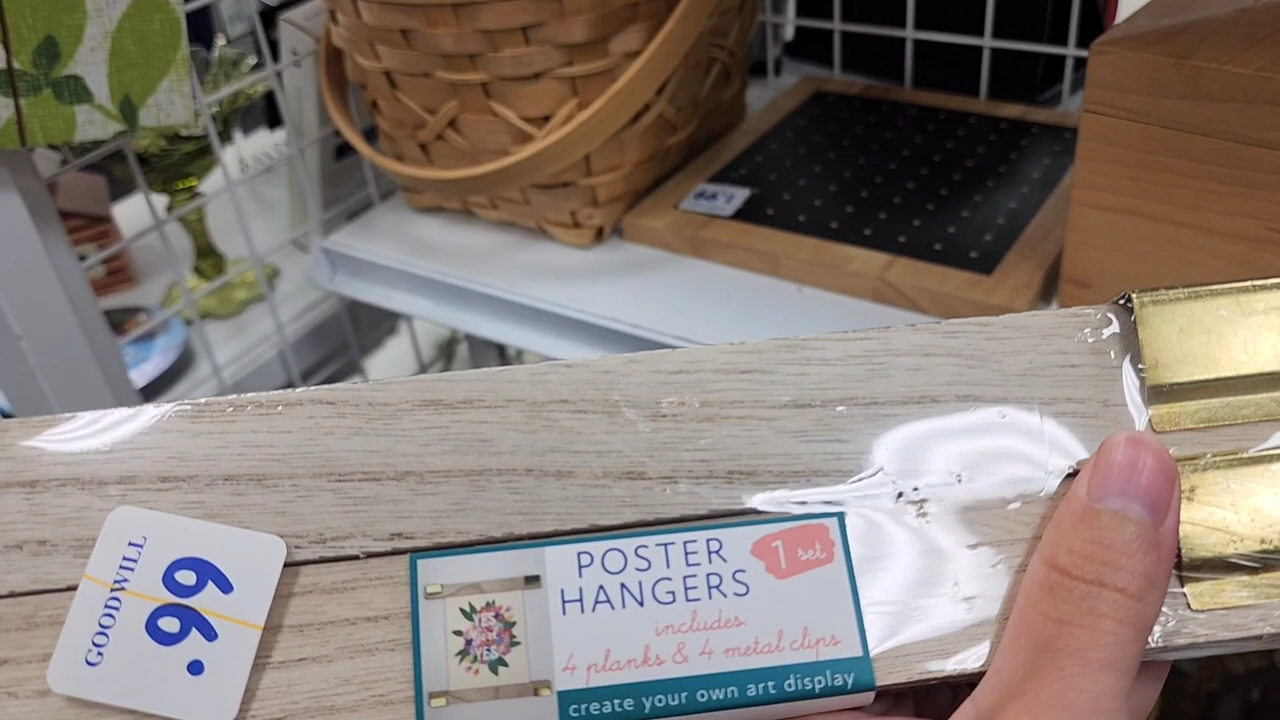 GOODWILL
.99
POSTER
HANGERS
1 set
includes:
4 planks & 4 metal clips
create your own art display